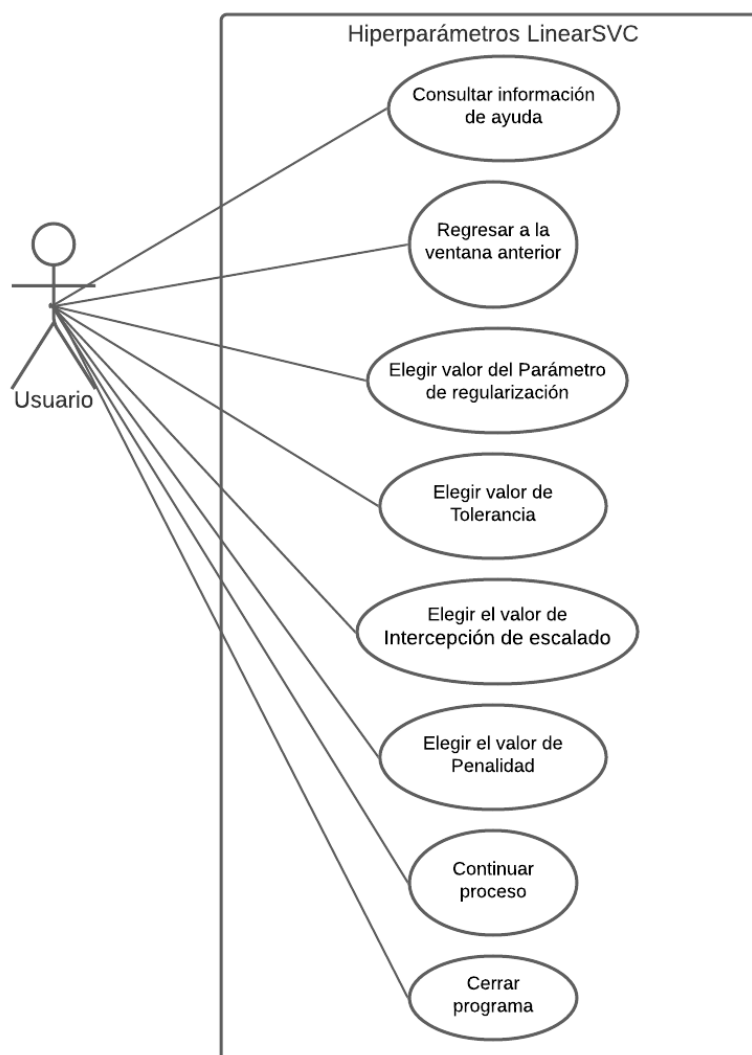 Hiperparámetros LinearSVC
Consultar información
de ayuda
Regresar a la
ventana anterior
Elegir valor del Parámetro
de regularización
Usuario
Elegir valor de
Tolerancia
Elegir el valor de
Intercepción de escalado
Elegir el valor de
Penalidad
Continuar
proceso
Cerrar
programa